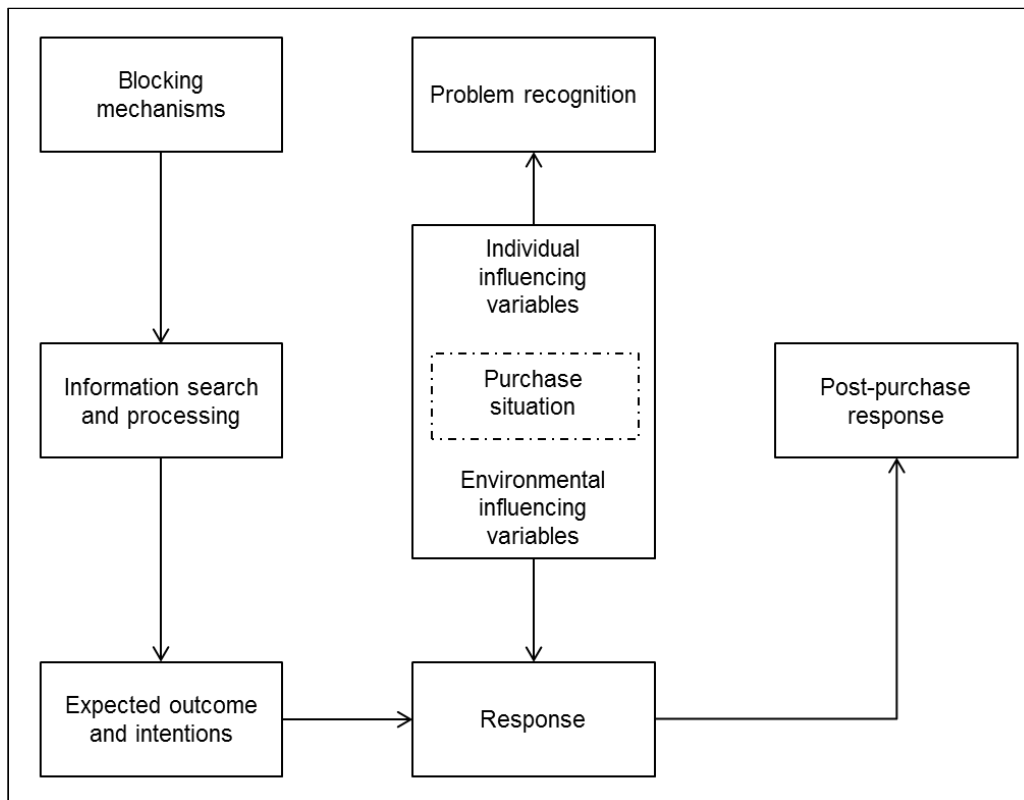 Blocking
mechanisms
Problem recognition
Individual
influencing
variables
Information search
and processing
Purchase
situation
Post-purchase
response
Environmental
influencing
variables
Expected outcome
and intentions
Response